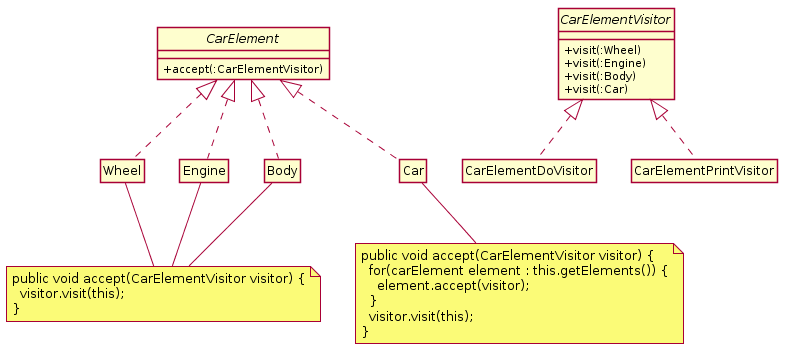 CarElement
+accept(:CarElementVisitor)
CarElementVisitor
+visit(:Wheel)
+visit(:Engine)
+visit(:Body)
+visit(:Car)
Wheel
Engine
Body
Car
CarElementDoVisitor
CarElementPrintVisitor
public void accept(CarElementVisitor visitor) {
visitor.visit(this);
}
public void accept(CarElementVisitor visitor) {
for(carElement element : this.getElements()) {
element.accept(visitor);
}
visitor.visit(this);
}